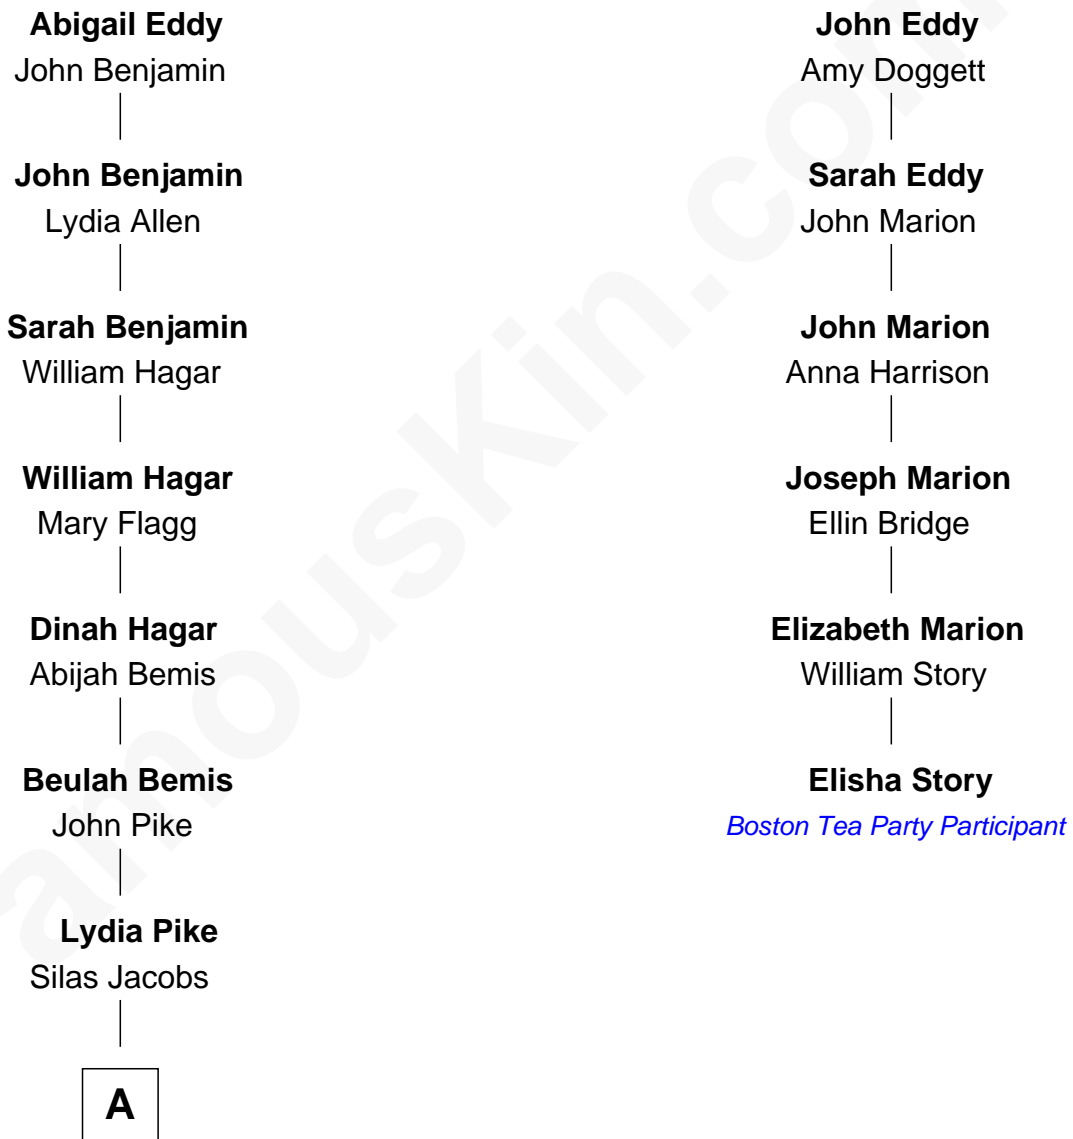 Abigail Eddy
John Benjamin
John Benjamin
Lydia Allen
Sarah Benjamin
William Hagar
William Hagar
Mary Flagg
Dinah Hagar
Abijah Bemis
Beulah Bemis
John Pike
Lydia Pike
Silas Jacobs
A
John Eddy
Amy Doggett
Sarah Eddy
John Marion
John Marion
Anna Harrison
Joseph Marion
Ellin Bridge
Elizabeth Marion
William Story
Elisha Story
Boston Tea Party Participant
amousKin.com